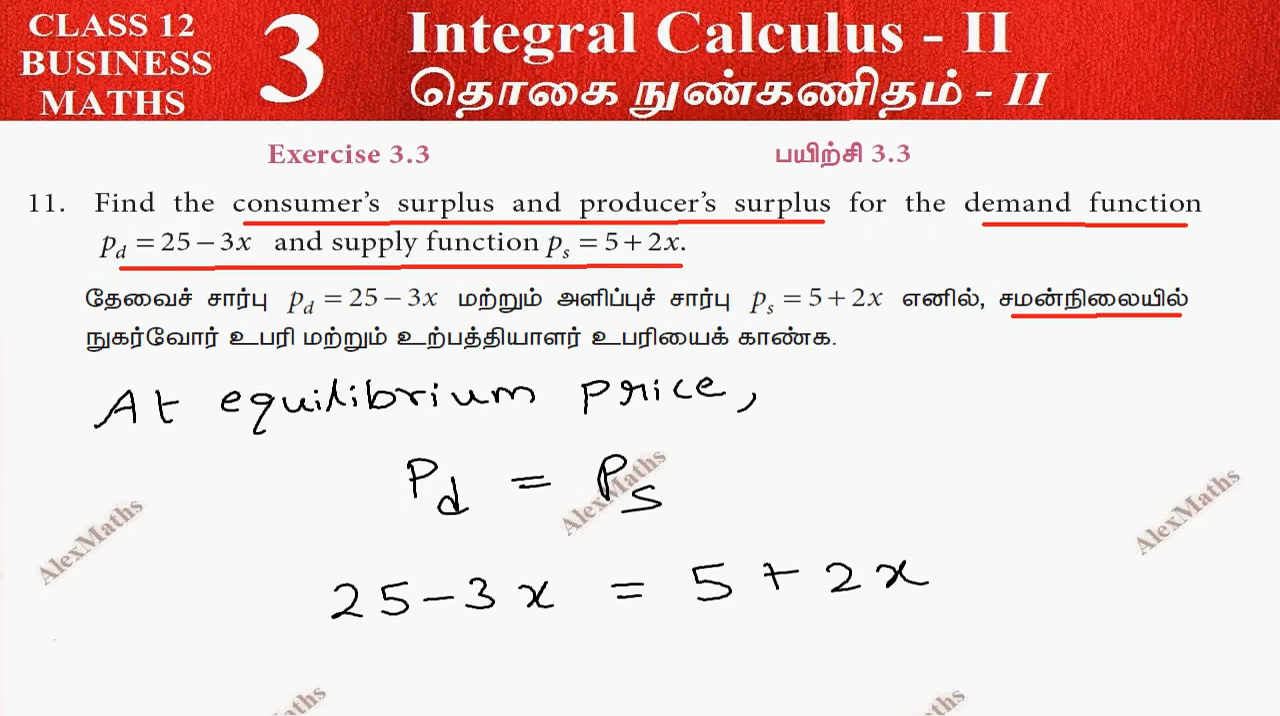 CLASS 12
BUSINESS
MATHS
3
Integral Calculus - II
தொகை நுண்கணிதம் - II
Exercise 3.3
பயிற்சி 3.3
11. Find the consumer's surplus and producer's surplus for the demand function
p_d = 25 – 3x and supply function p_s = 5 + 2x.
தேவைச் சார்பு p_d = 25 – 3x மற்றும் அளிப்புச் சார்பு p_s = 5 + 2x எனில், சமன்நிலையில்
நுகர்வோர் உபரி மற்றும் உற்பத்தியாளர் உபரியைக் காண்க.
At equilibrium price,
P_d = P_s
AlexMaths
AlexMaths
AlexMaths
25 - 3x = 5 + 2x
aths
aths